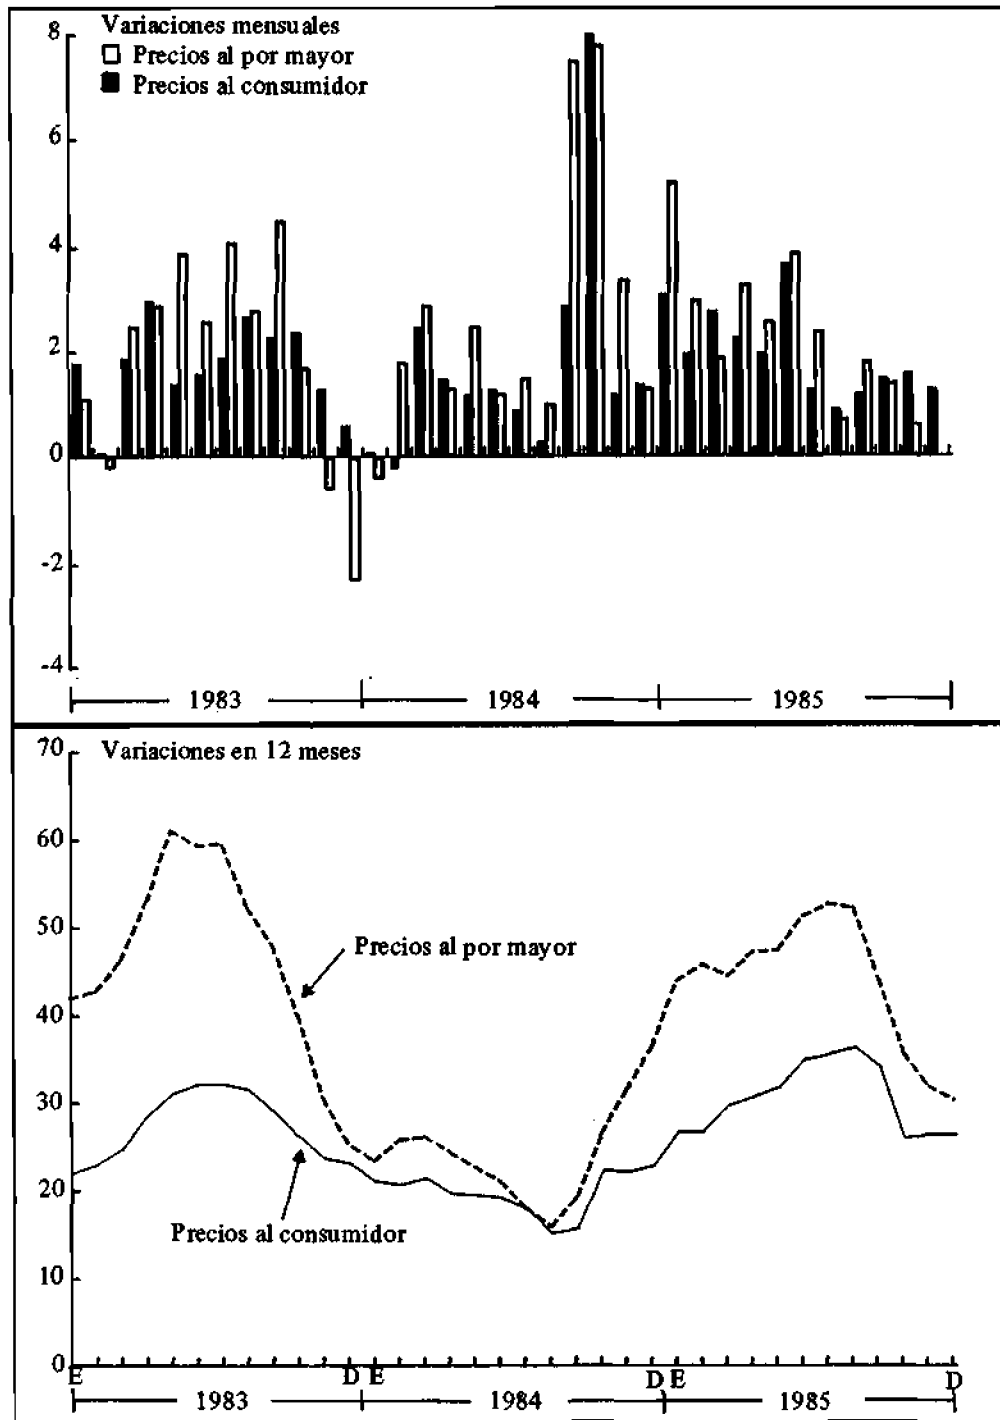 Variaciones mensuales
Precios al por mayor
Precios al consumidor
8
6
4
2
0
-2
-4
1983 1984 1985
Variaciones en 12 meses
70
60
50
40
30
20
10
0
Precios al por mayor
Precios al consumidor
E D E D E D
1983 1984 1985